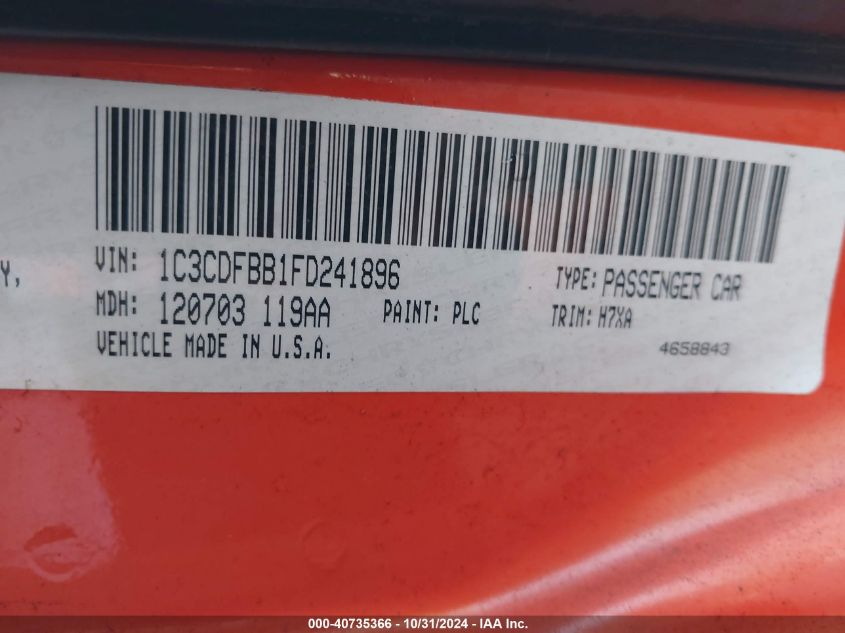 Y,
VIN: 1C3CDFBB1FD241896 TYPE: PASSENGER CAR
MDH: 120703 119AA PAINT: PLC TRIM: H7XA
VEHICLE MADE IN U.S.A. 4658843
000-40735366 - 10/31/2024 - IAA Inc.